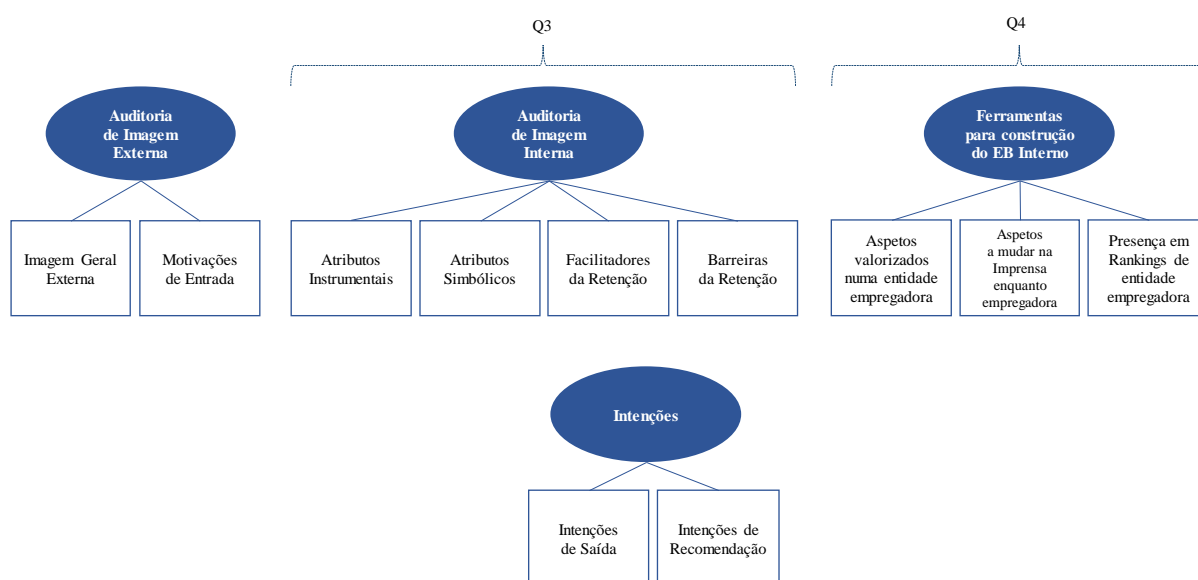 Q3
Q4
Auditoria
de Imagem
Externa
Auditoria
de Imagem
Interna
Ferramentas
para construção
do EB Interno
Imagem Geral
Externa
Motivações
de Entrada
Atributos
Instrumentais
Atributos
Simbólicos
Facilitadores
da Retenção
Barreiras
da Retenção
Aspetos
valorizados
numa entidade
empregadora
Aspetos
a mudar na
Imprensa
enquanto
empregadora
Presença em
Rankings de
entidade
empregadora
Intenções
Intenções
de Saída
Intenções de
Recomendação